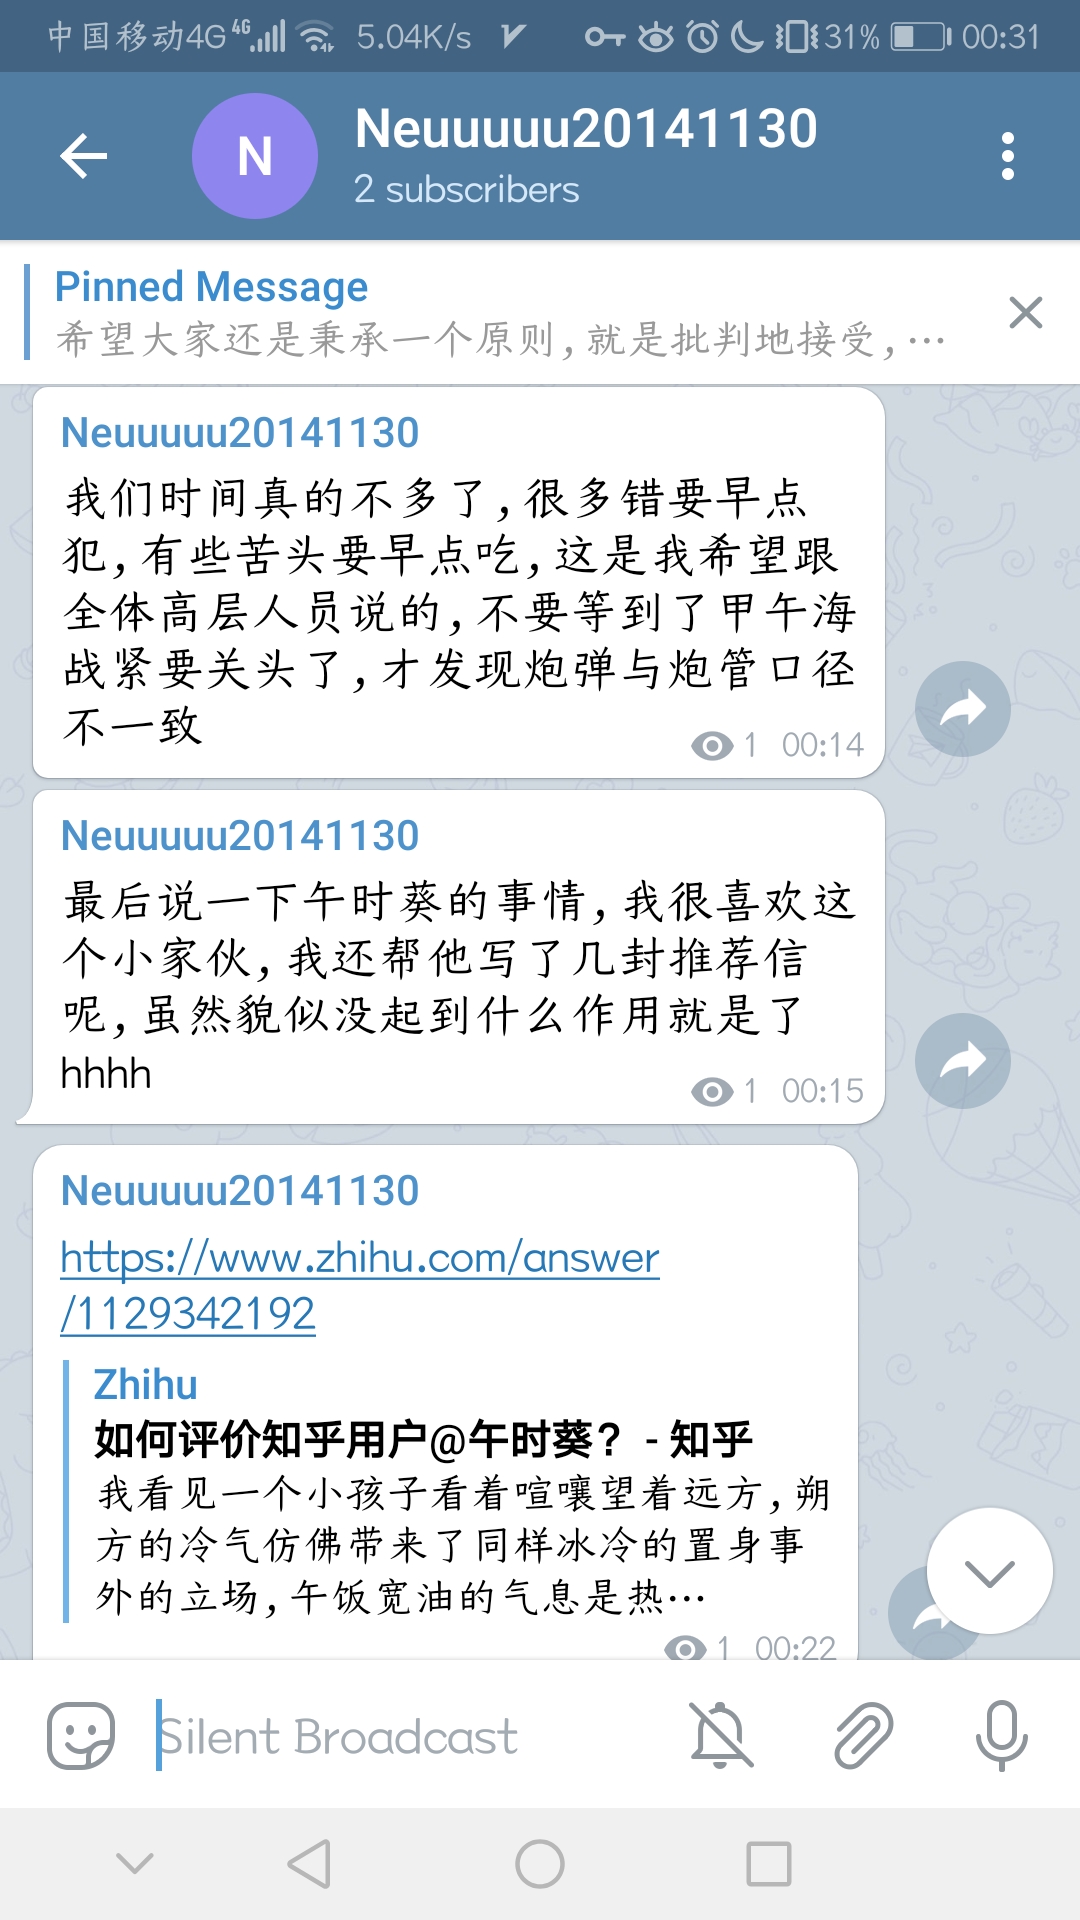 中国移动4G 4G 5.04K/s 31% 00:31
N
Neuuuuu20141130
2 subscribers
Pinned Message
希望大家还是秉承一个原则,就是批判地接受,…
Neuuuuu20141130
我们时间真的不多了,很多错要早点
犯,有些苦头要早点吃,这是我希望跟
全体高层人员说的,不要等到了甲午海
战紧要关头了,才发现炮弹与炮管口径
不一致
1 00:14
Neuuuuu20141130
最后说一下午时葵的事情,我很喜欢这
个小家伙,我还帮他写了几封推荐信
呢,虽然貌似没起到什么作用就是了
hhhh
1 00:15
Neuuuuu20141130
https://www.zhihu.com/answer
/1129342192
Zhihu
如何评价知乎用户@午时葵? - 知乎
我看见一个小孩子看着喧嚷望着远方,朔
方的冷气仿佛带来了同样冰冷的置身事
外的立场,午饭宽油的气息是热…
1 00:22
Silent Broadcast